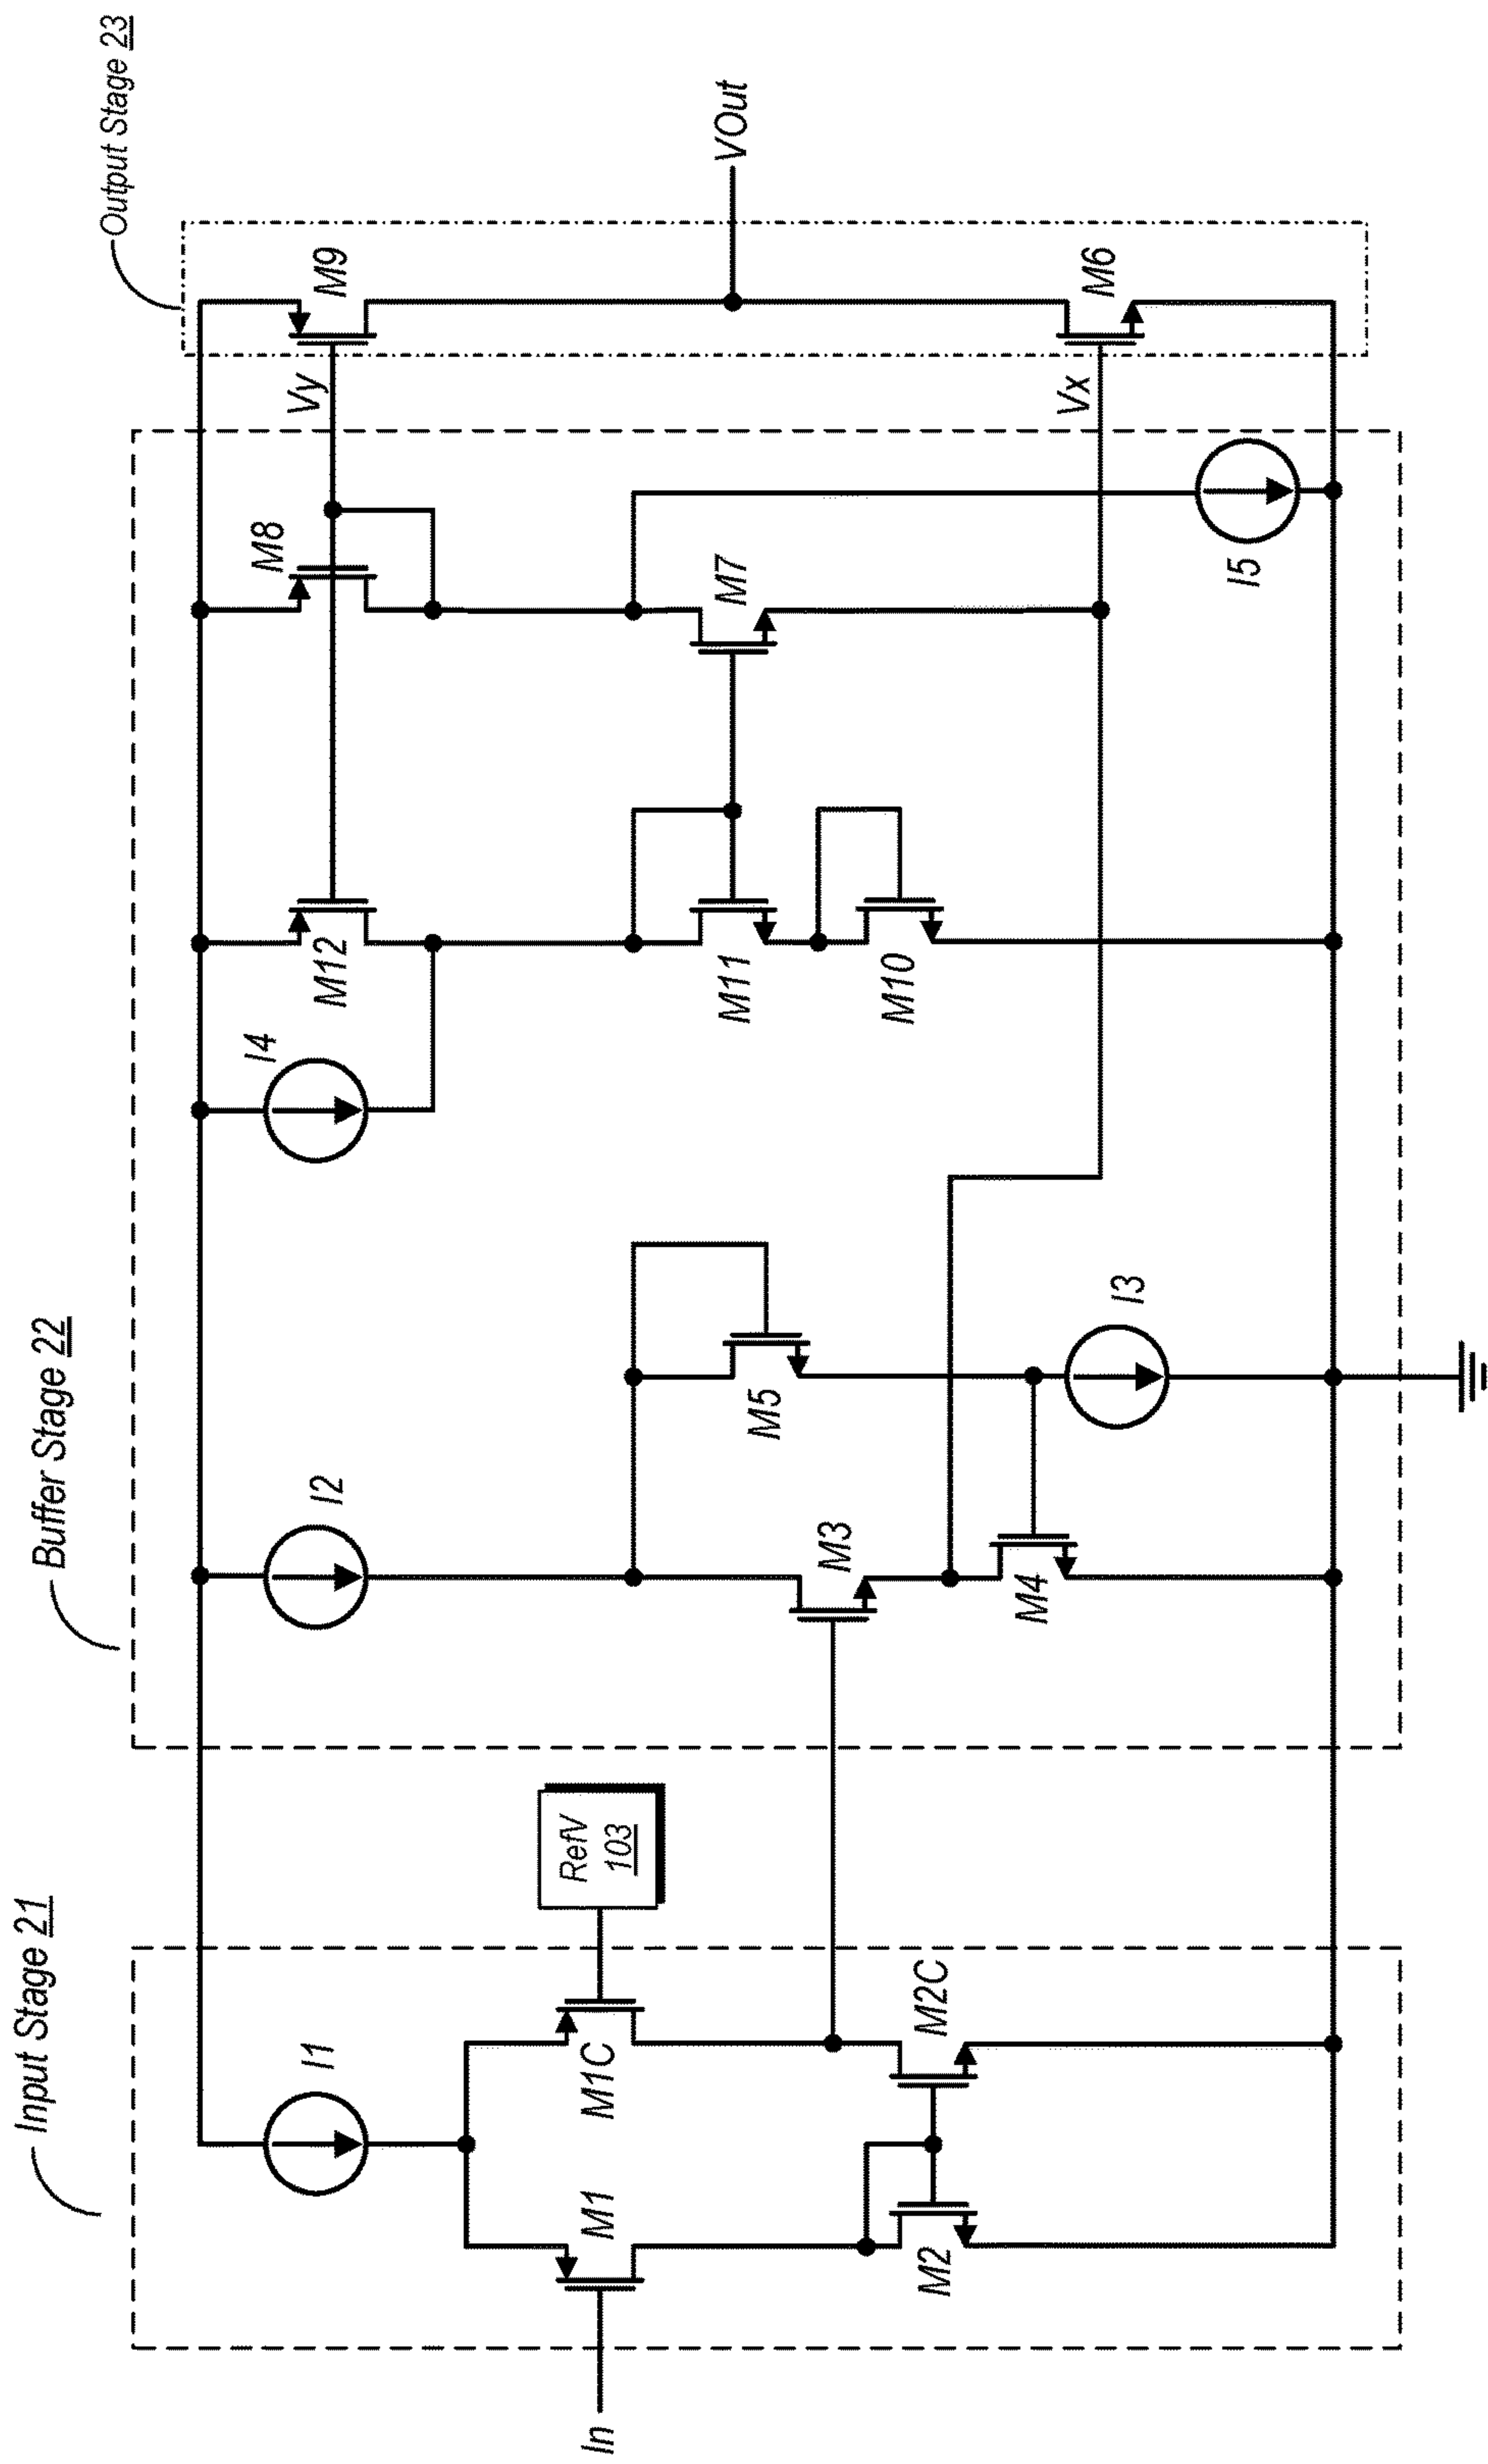 Input Stage 21
Buffer Stage 22
Output Stage 23
I1
I2
I4
M12
M8
Vy
M9
M1
M1C
RefV
103
In
M2
M2C
M3
M5
M4
I3
M11
M10
M7
I5
Vx
M6
VOut